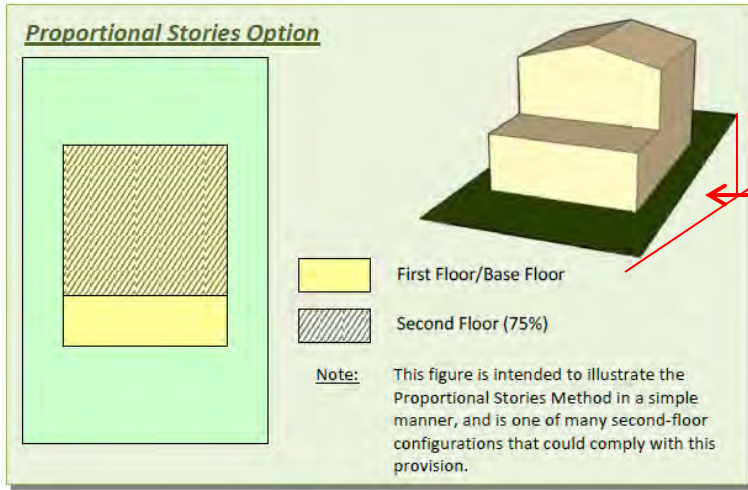 Proportional Stories Option
First Floor/Base Floor
Second Floor (75%)
Note: This figure is intended to illustrate the
Proportional Stories Method in a simple
manner, and is one of many second-floor
configurations that could comply with this
provision.